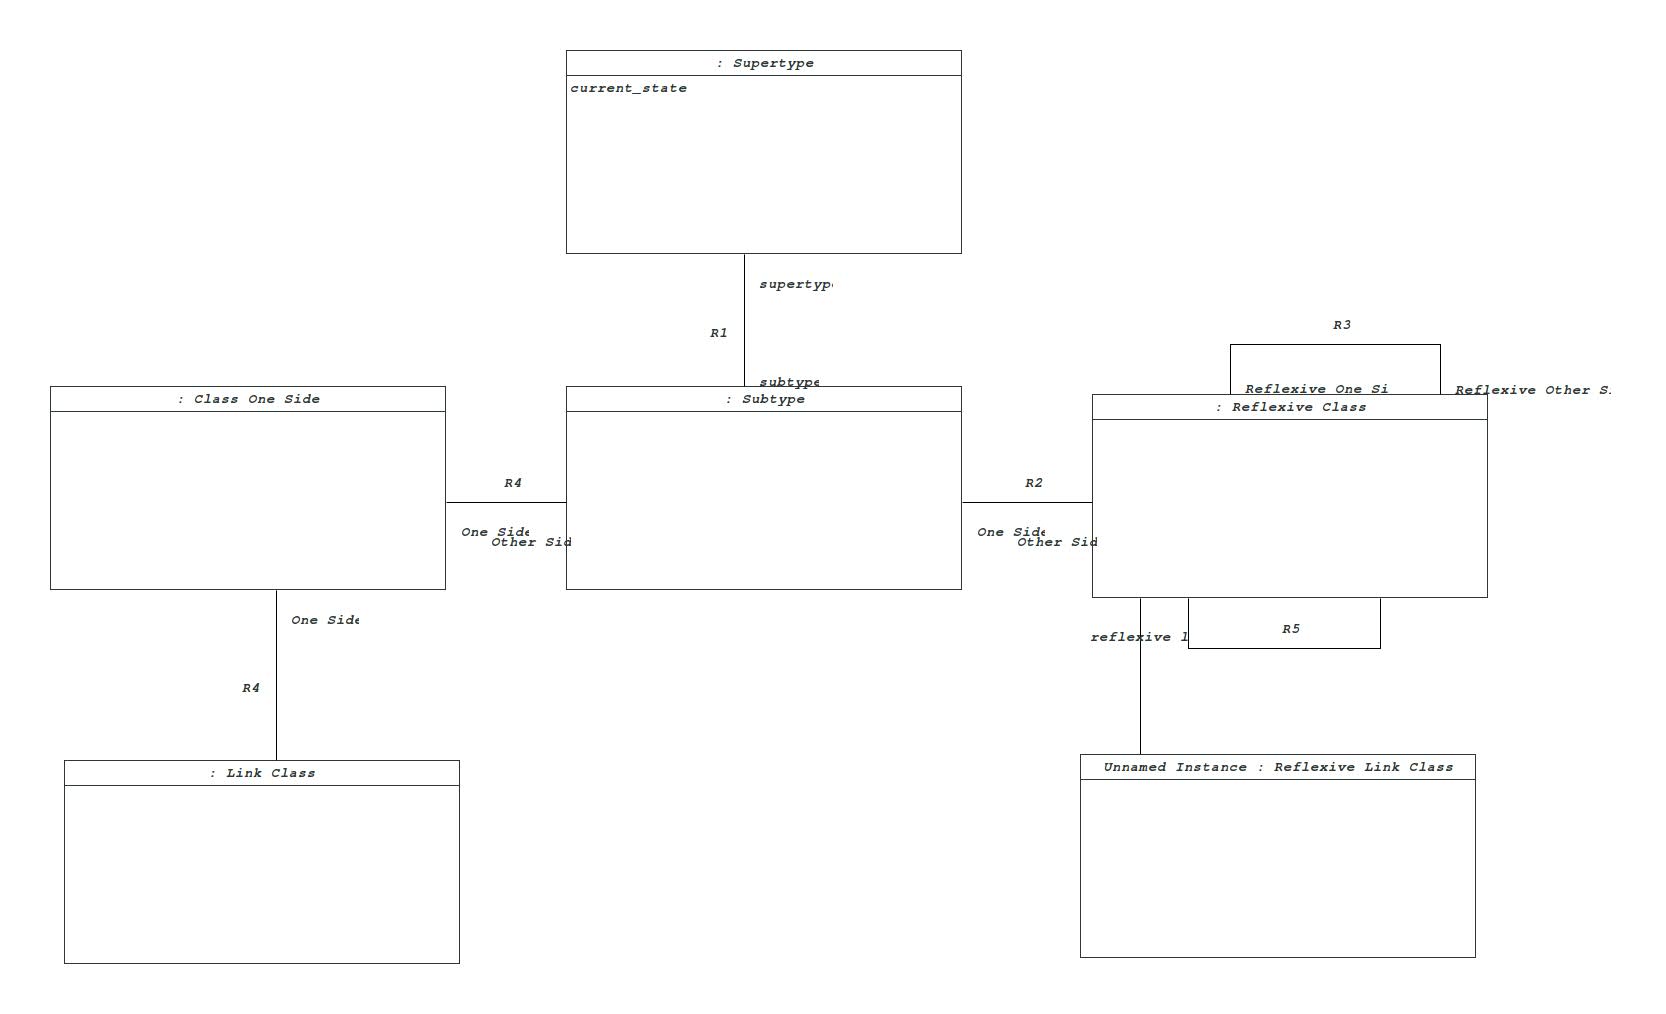 : Supertype
current_state
supertype
R1
subtype
R3
Reflexive One Si
Reflexive Other S
: Class One Side
: Subtype
: Reflexive Class
R4
R2
One Side
Other Sid
One Side
Other Sid
One Side
R4
reflexive l
R5
: Link Class
Unnamed Instance : Reflexive Link Class